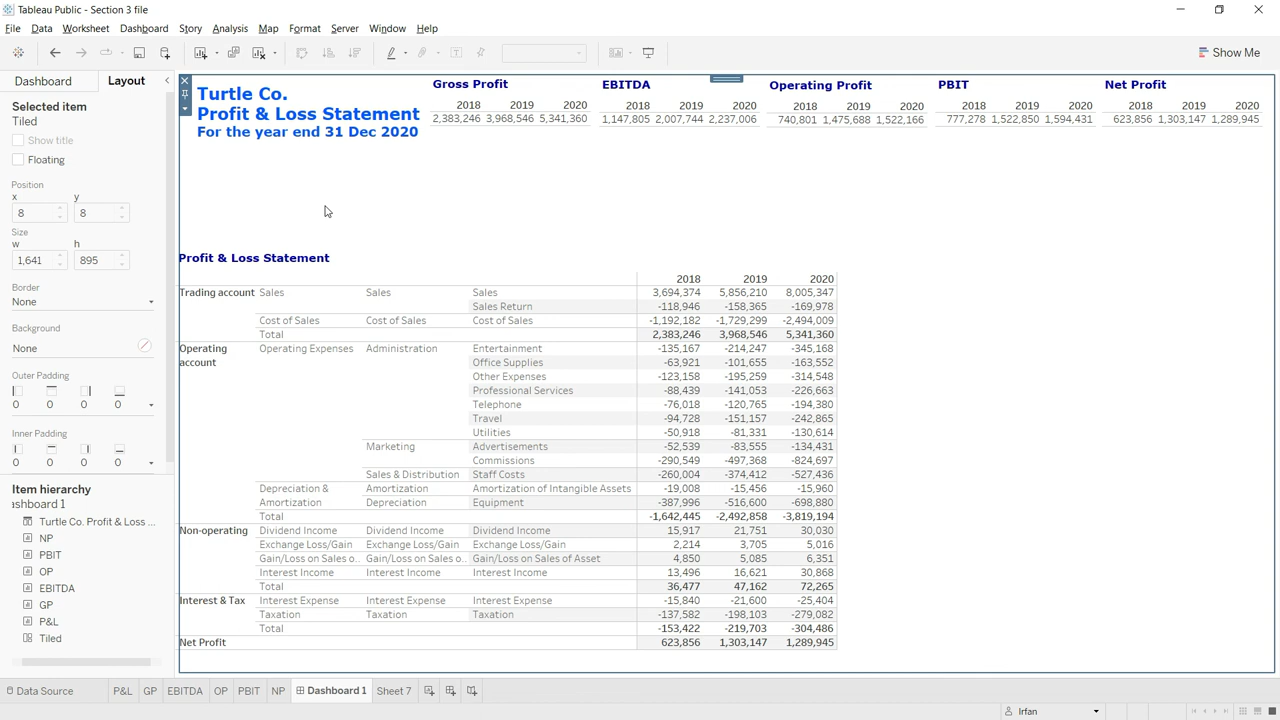 Tableau Public - Section 3 file
File Data Worksheet Dashboard Story Analysis Map Format Server Window Help
Show Me
Dashboard Layout
Selected item
Tiled
Show title
Floating
Position
x y
8 8
Size
w h
1,641 895
Border
None
Background
None
Outer Padding
0 0 0 0
Inner Padding
0 0 0 0
Item hierarchy
ashboard 1
Turtle Co. Profit & Loss ...
NP
PBIT
OP
EBITDA
GP
P&L
Tiled
Turtle Co.
Profit & Loss Statement
For the year end 31 Dec 2020
Gross Profit
2018 2019 2020
2,383,246 3,968,546 5,341,360
EBITDA
2018 2019 2020
1,147,805 2,007,744 2,237,006
Operating Profit
2018 2019 2020
740,801 1,475,688 1,522,166
PBIT
2018 2019 2020
777,278 1,522,850 1,594,431
Net Profit
2018 2019 2020
623,856 1,303,147 1,289,945
Profit & Loss Statement
2018 2019 2020
Trading account Sales Sales Sales 3,694,374 5,856,210 8,005,347
Sales Return -118,946 -158,365 -169,978
Cost of Sales Cost of Sales Cost of Sales -1,192,182 -1,729,299 -2,494,009
Total 2,383,246 3,968,546 5,341,360
Operating Operating Expenses Administration Entertainment -135,167 -214,247 -345,168
account Office Supplies -63,921 -101,655 -163,552
Other Expenses -123,158 -195,259 -314,548
Professional Services -88,439 -141,053 -226,663
Telephone -76,018 -120,765 -194,380
Travel -94,728 -151,157 -242,865
Utilities -50,918 -81,331 -130,614
Marketing Advertisements -52,539 -83,555 -134,431
Commissions -290,549 -497,368 -824,697
Sales & Distribution Staff Costs -260,004 -374,412 -527,436
Depreciation & Amortization Amortization of Intangible Assets -19,008 -15,456 -15,960
Amortization Depreciation Equipment -387,996 -516,600 -698,880
Total -1,642,445 -2,492,858 -3,819,194
Non-operating Dividend Income Dividend Income Dividend Income 15,917 21,751 30,030
Exchange Loss/Gain Exchange Loss/Gain Exchange Loss/Gain 2,214 3,705 5,016
Gain/Loss on Sales o.. Gain/Loss on Sales o.. Gain/Loss on Sales of Asset 4,850 5,085 6,351
Interest Income Interest Income Interest Income 13,496 16,621 30,868
Total 36,477 47,162 72,265
Interest & Tax Interest Expense Interest Expense Interest Expense -15,840 -21,600 -25,404
Taxation Taxation Taxation -137,582 -198,103 -279,082
Total -153,422 -219,703 -304,486
Net Profit 623,856 1,303,147 1,289,945
Data Source P&L GP EBITDA OP PBIT NP Dashboard 1 Sheet 7
Irfan